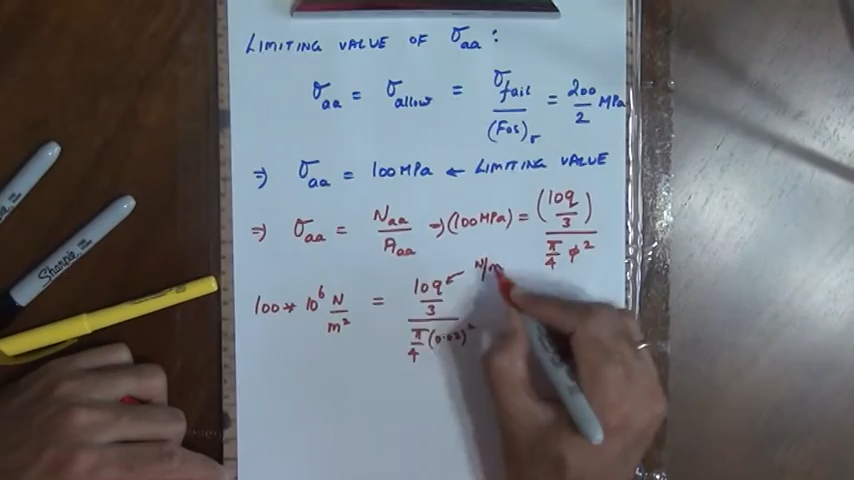 LIMITING VALUE OF σaa :
σaa = σallow = σfail / (FOS)r = 200/2 MPa
⇒ σaa = 100 MPa ← LIMITING VALUE
⇒ σaa = Naa / Aaa ⇒ (100 MPa) = (10q/3) / (π/4 ϕ²)
100 * 10⁶ N/m² = (10q/3) / (π/4 (0.03)²) ← N/m
SHARPIE